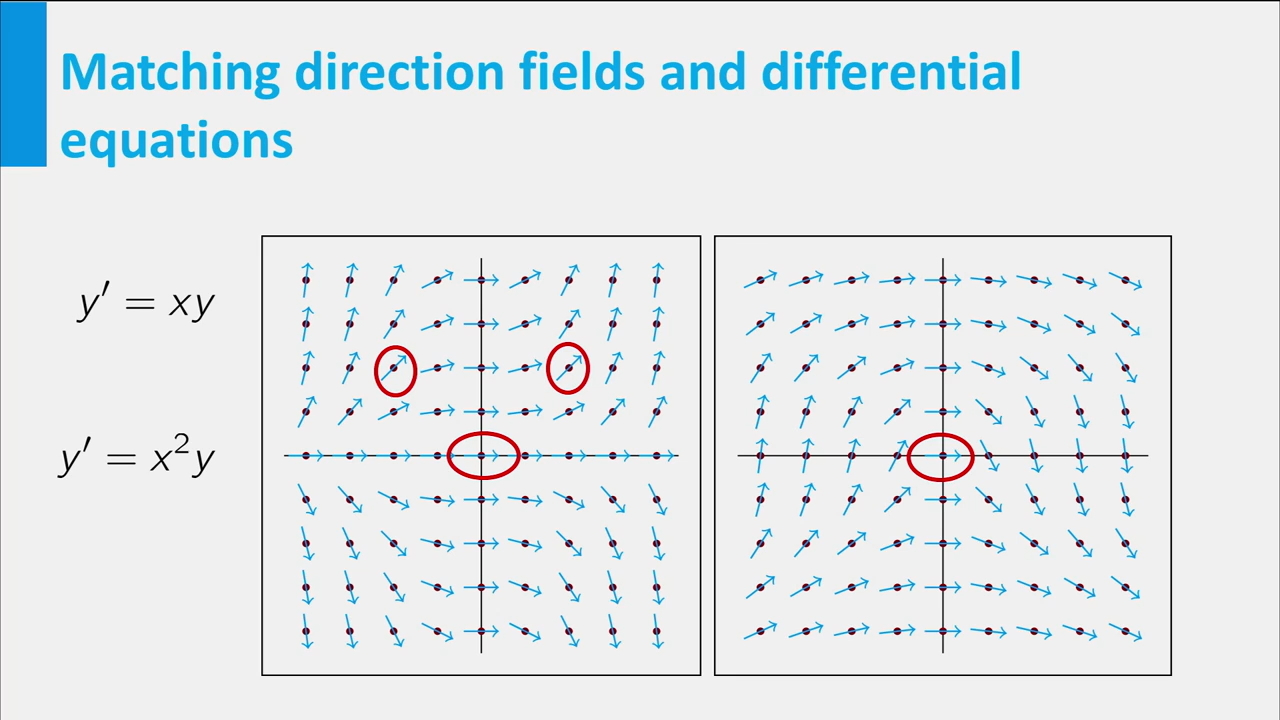 Matching direction fields and differential
equations
y′ = xy
y′ = x²y